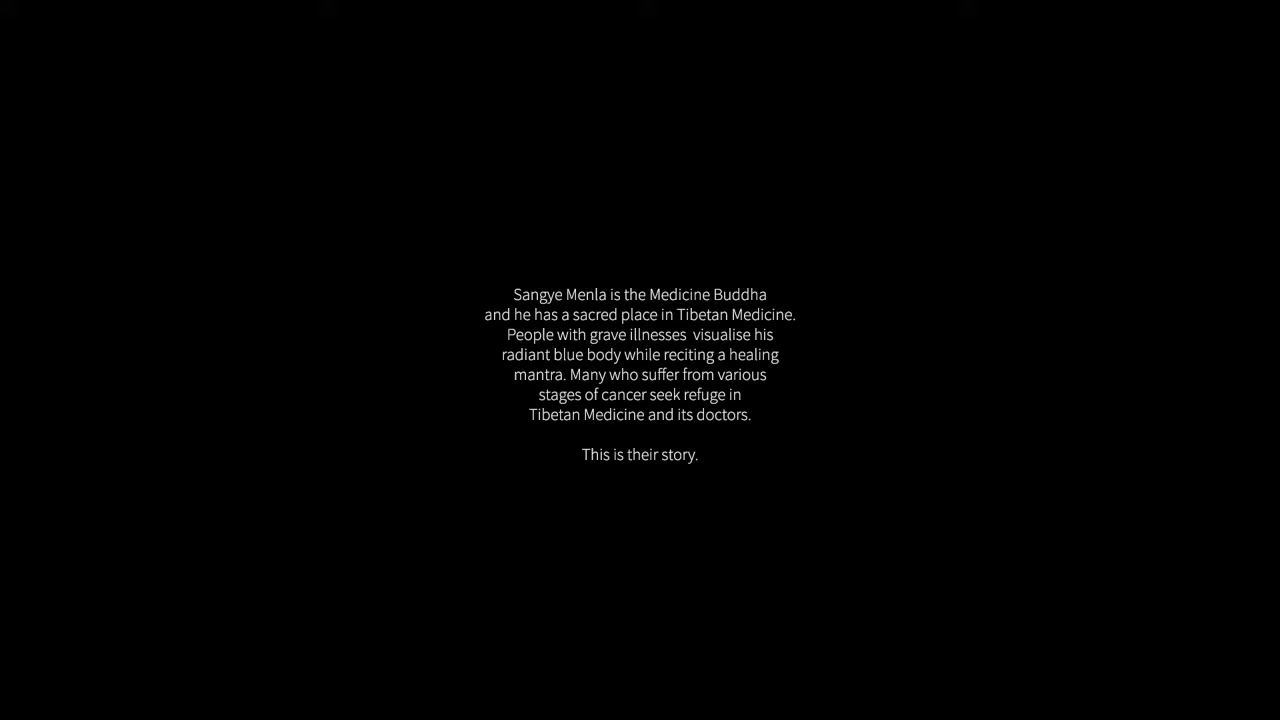 Sangye Menla is the Medicine Buddha
and he has a sacred place in Tibetan Medicine.
People with grave illnesses  visualise his
radiant blue body while reciting a healing
mantra. Many who suffer from various
stages of cancer seek refuge in
Tibetan Medicine and its doctors.

This is their story.